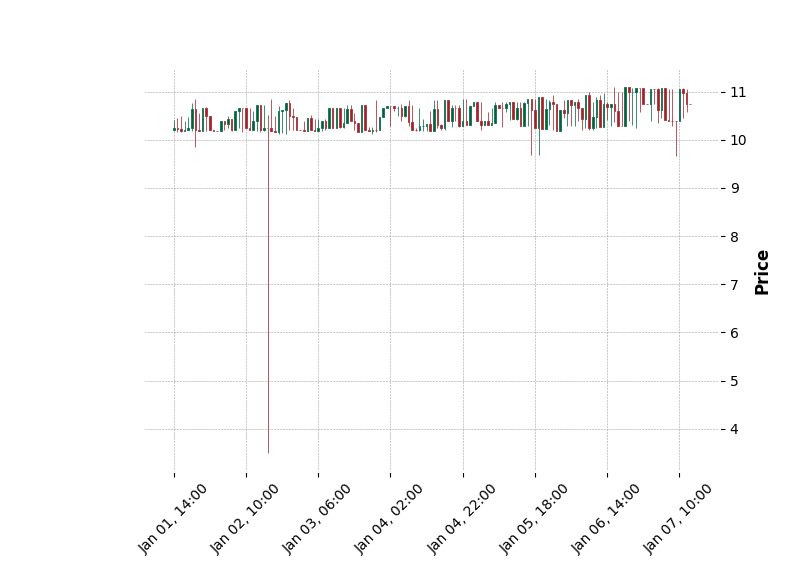 11
10
9
8
7
6
5
4
Price
Jan 01, 14:00
Jan 02, 10:00
Jan 03, 06:00
Jan 04, 02:00
Jan 04, 22:00
Jan 05, 18:00
Jan 06, 14:00
Jan 07, 10:00